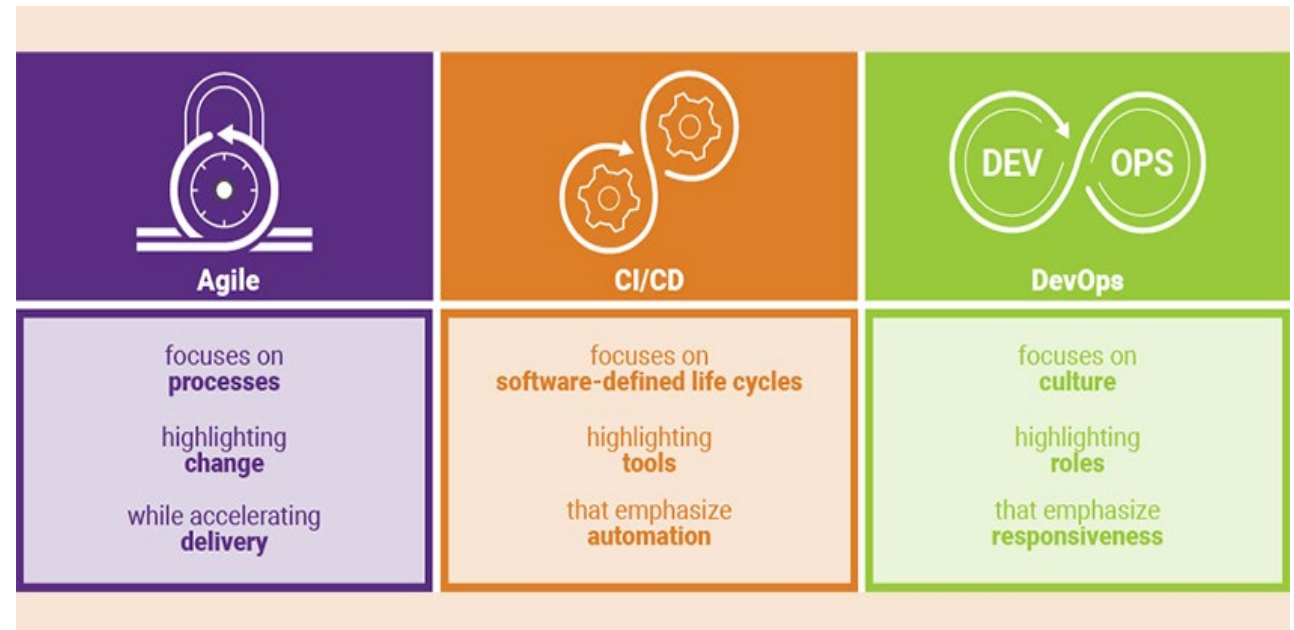 Agile
focuses on
processes
highlighting
change
while accelerating
delivery
CI/CD
focuses on
software-defined life cycles
highlighting
tools
that emphasize
automation
DEV OPS
DevOps
focuses on
culture
highlighting
roles
that emphasize
responsiveness